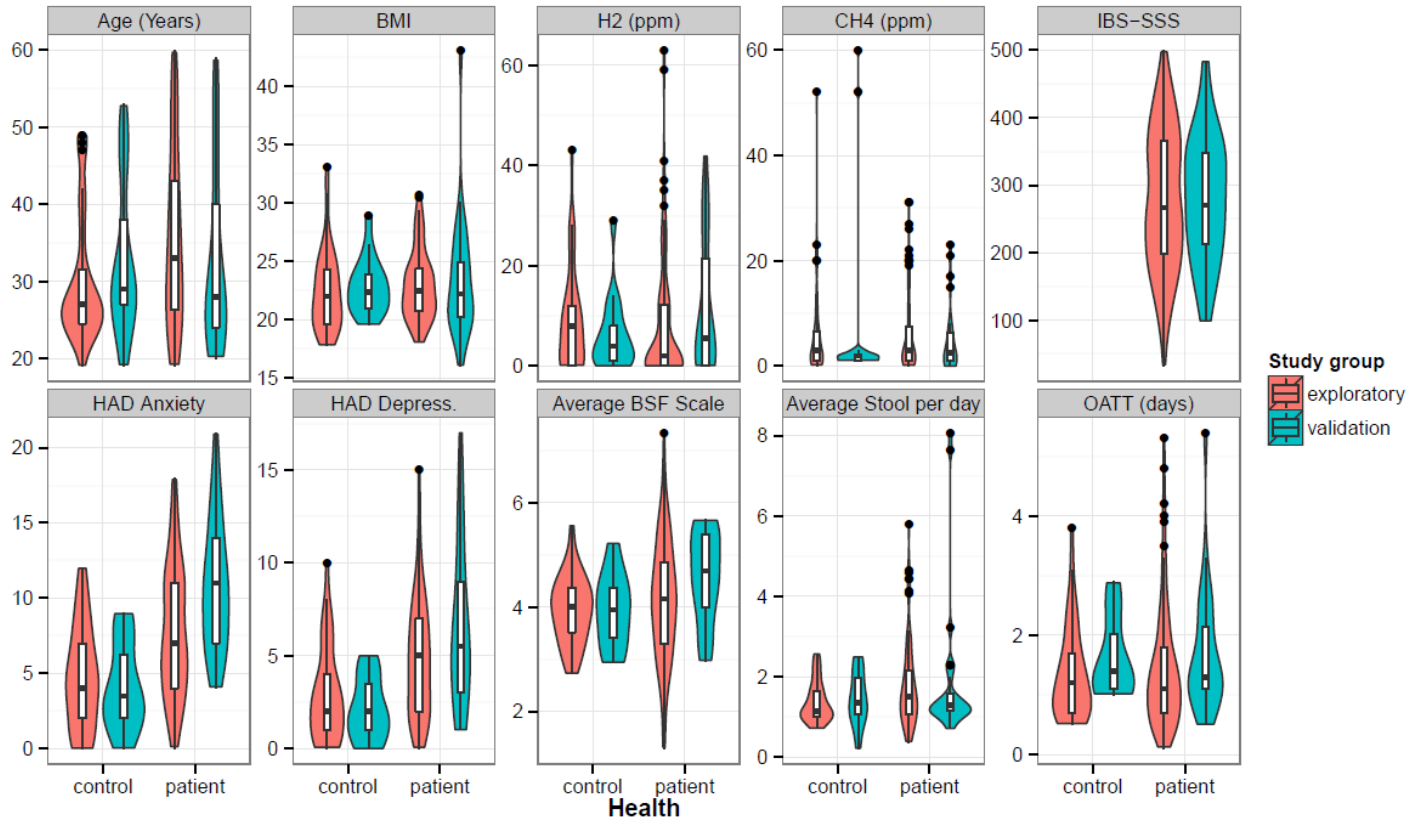 Age (Years) BMI H2 (ppm) CH4 (ppm) IBS−SSS
60 50 40 30 20
40 35 30 25 20 15
60 40 20 0
60 40 20 0
500 400 300 200 100
HAD Anxiety HAD Depress. Average BSF Scale Average Stool per day OATT (days)
20 15 10 5 0
15 10 5 0
6 4 2
8 6 4 2 0
4 2 0
control patient control patient control patient control patient control patient
Health
Study group
exploratory
validation